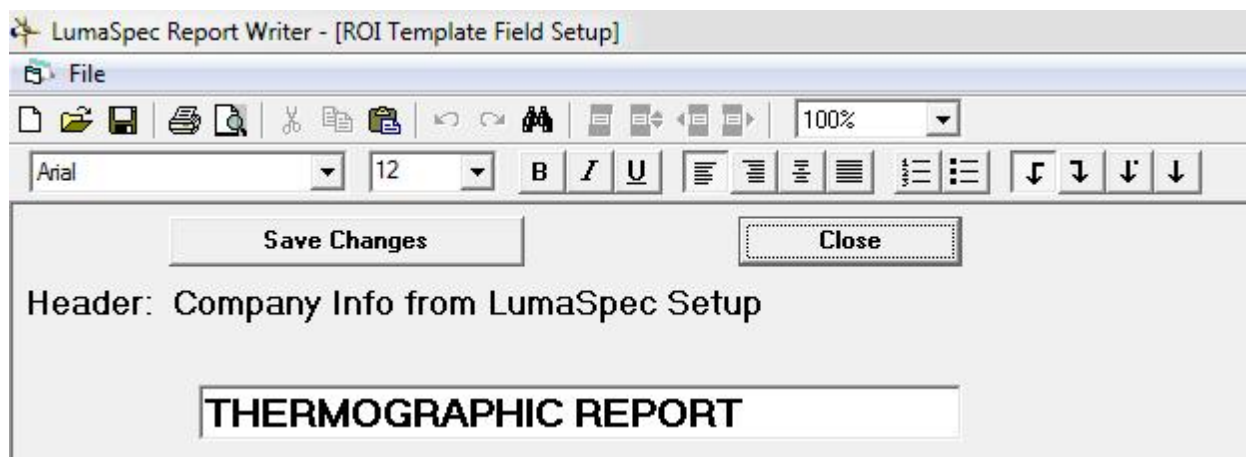 LumaSpec Report Writer - [ROI Template Field Setup]
File
100%
Arial 12 B I U
Save Changes Close
Header: Company Info from LumaSpec Setup
THERMOGRAPHIC REPORT